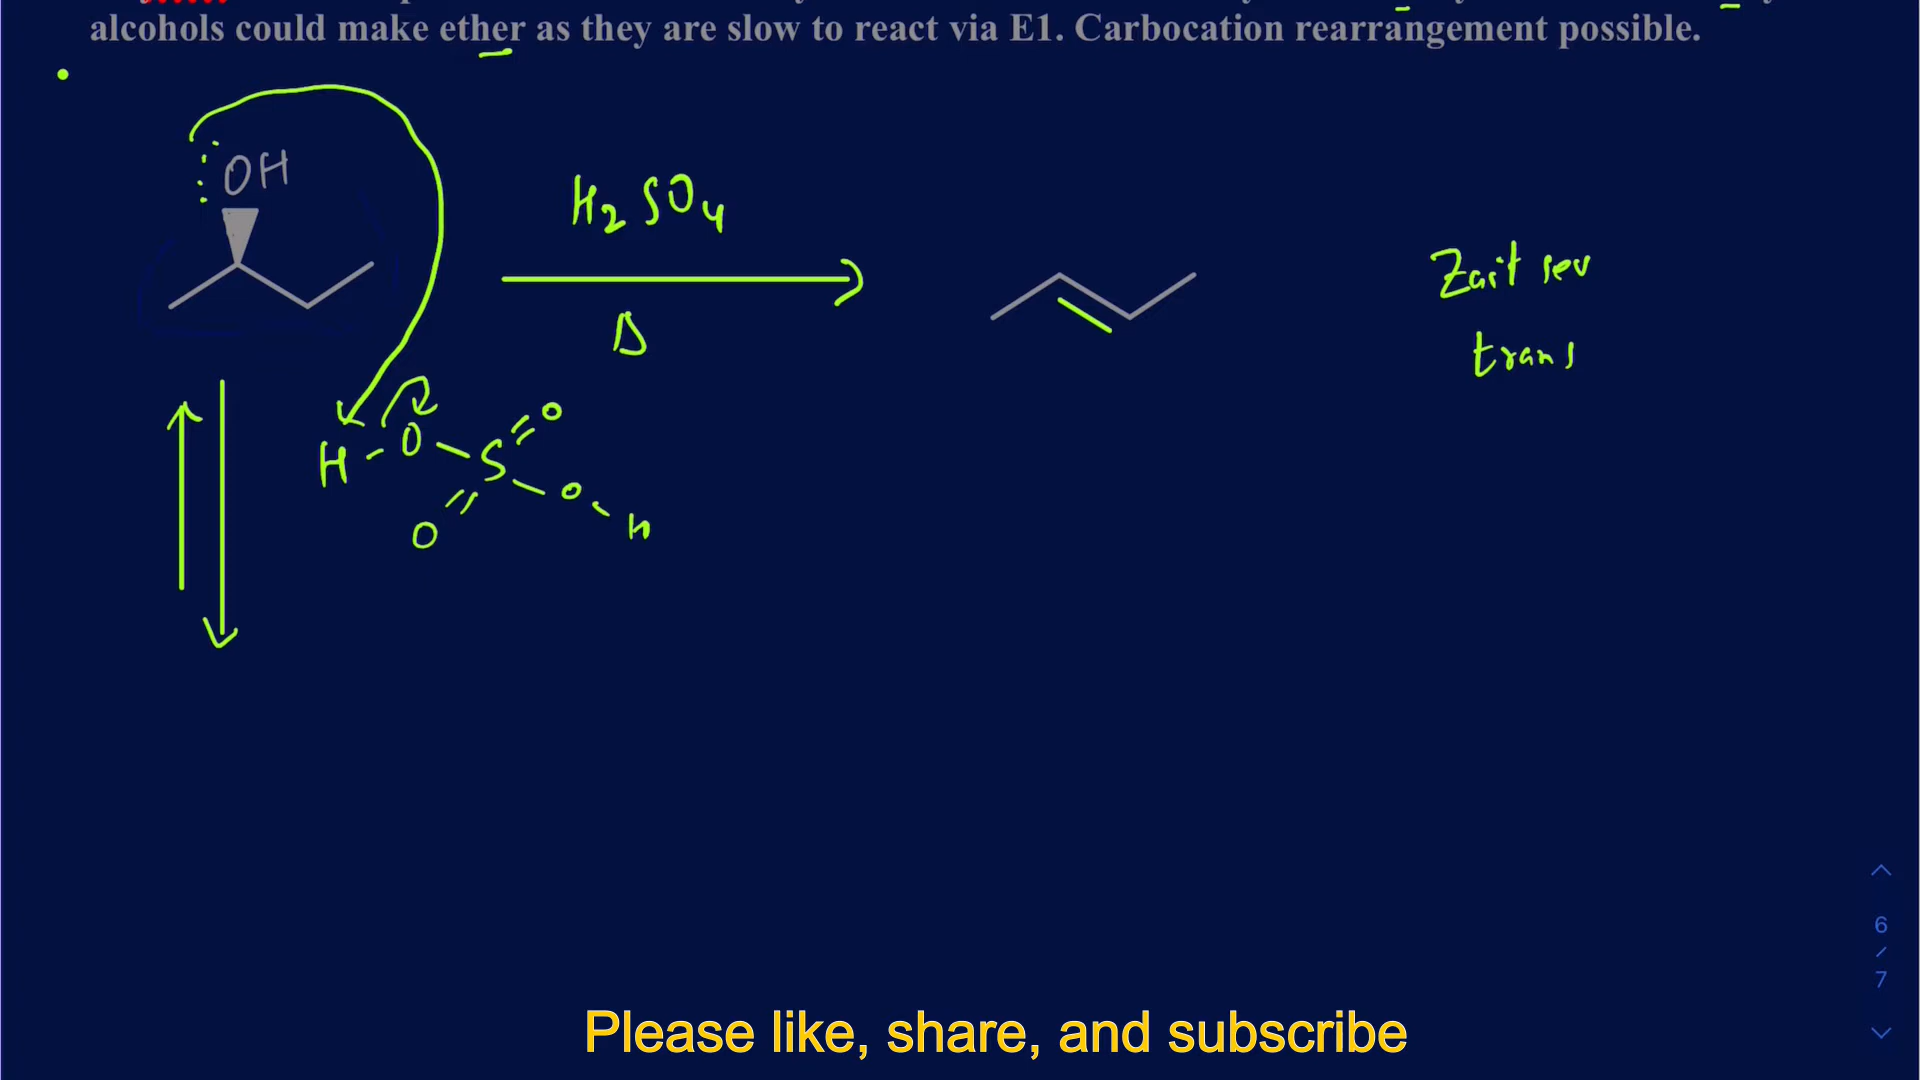 alcohols could make ether as they are slow to react via E1. Carbocation rearrangement possible.
OH
H₂SO₄
Δ
Zaitsev
trans
H-O-S=O
O
O-H
6
/
7
Please like, share, and subscribe